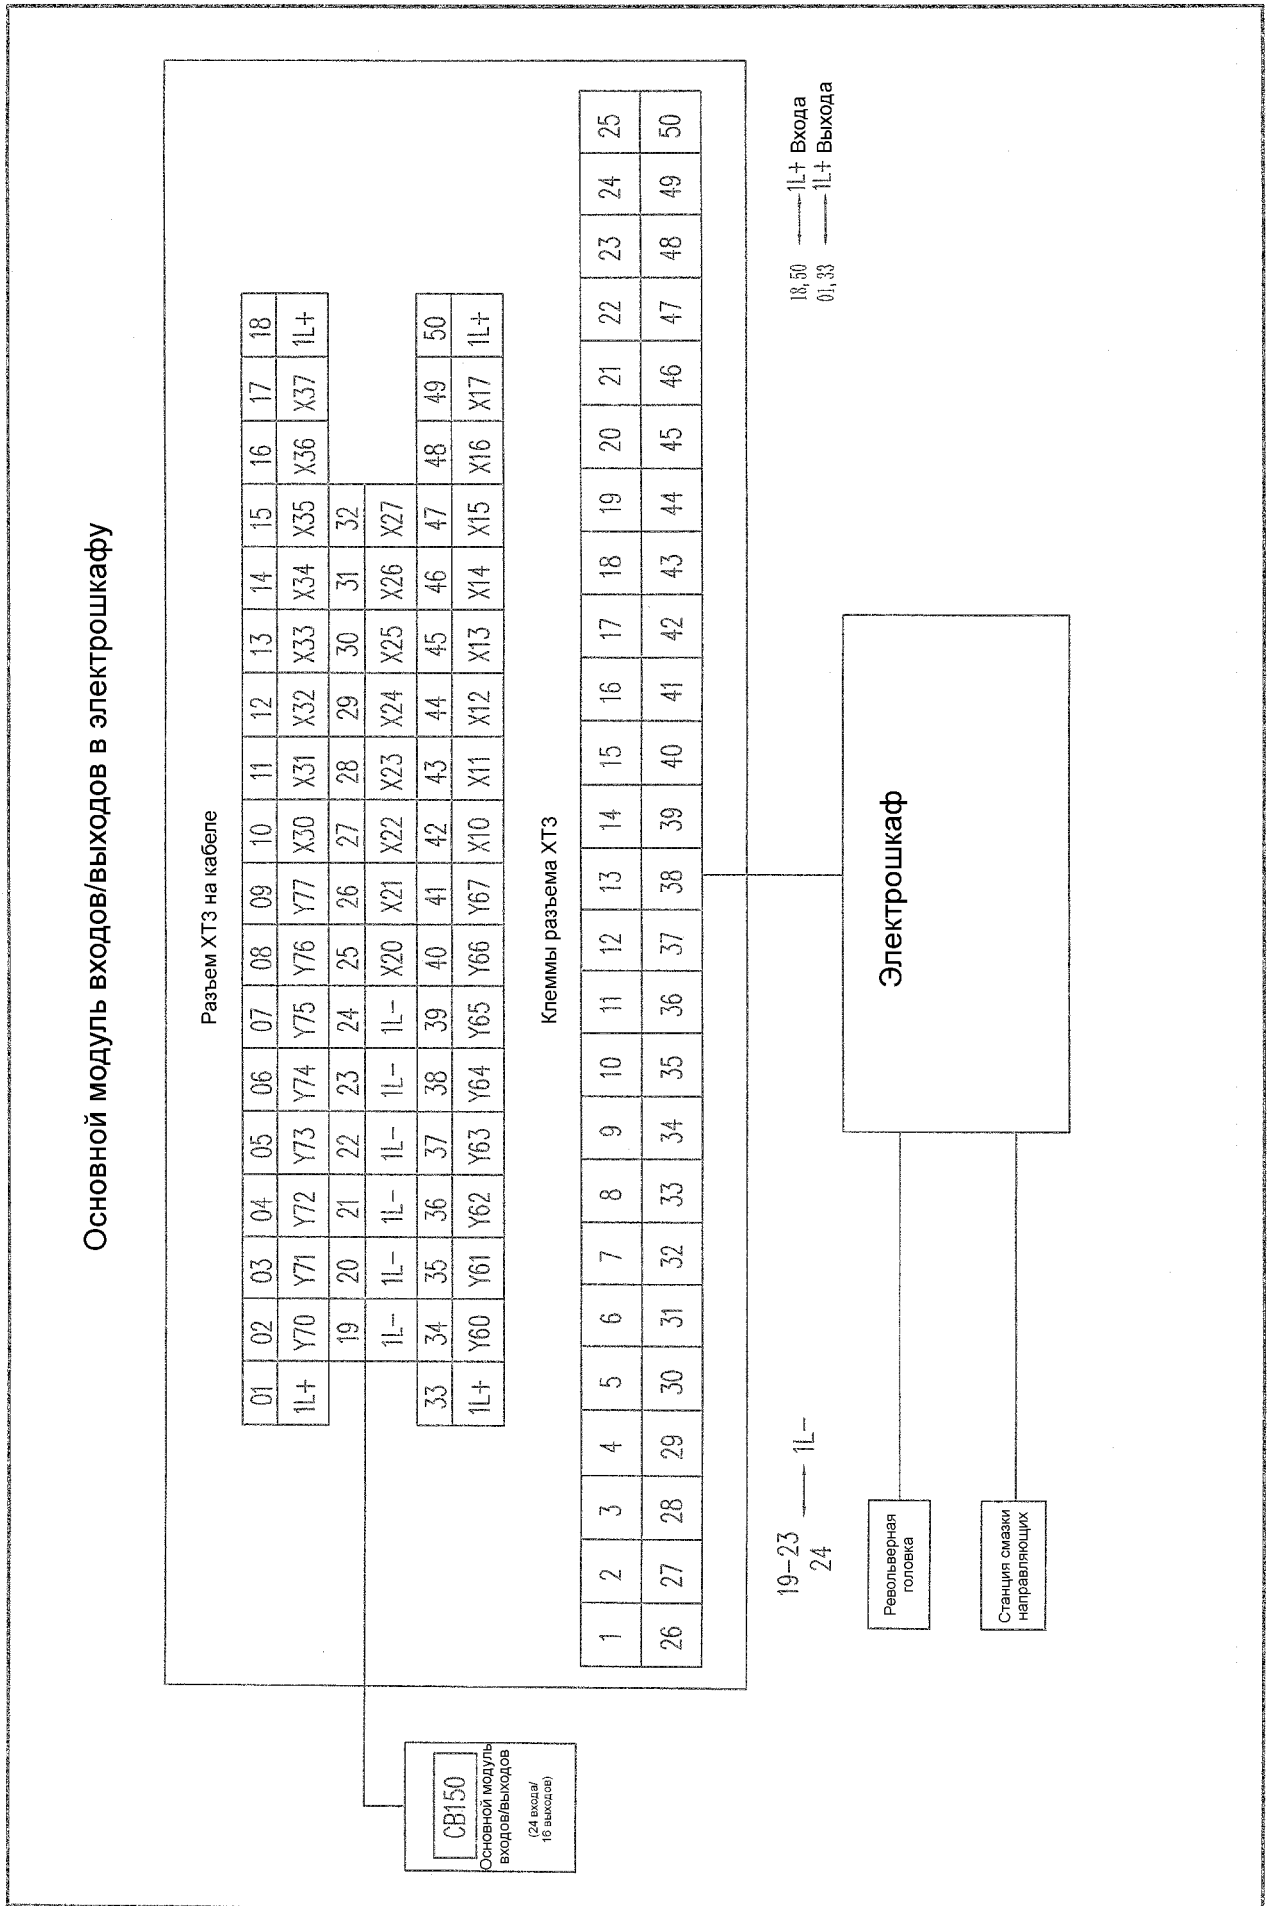 Основной модуль входов/выходов в электрошкафу
Разъем XT3 на кабеле
01 02 03 04 05 06 07 08 09 10 11 12 13 14 15 16 17 18
1L+ Y70 Y71 Y72 Y73 Y74 Y75 Y76 Y77 X30 X31 X32 X33 X34 X35 X36 X37 1L+
19 20 21 22 23 24 25 26 27 28 29 30 31 32
1L- 1L- 1L- 1L- 1L- 1L- X20 X21 X22 X23 X24 X25 X26 X27
33 34 35 36 37 38 39 40 41 42 43 44 45 46 47 48 49 50
1L+ Y60 Y61 Y62 Y63 Y64 Y65 Y66 Y67 X10 X11 X12 X13 X14 X15 X16 X17 1L+
Клеммы разъема XT3
1 2 3 4 5 6 7 8 9 10 11 12 13 14 15 16 17 18 19 20 21 22 23 24 25
26 27 28 29 30 31 32 33 34 35 36 37 38 39 40 41 42 43 44 45 46 47 48 49 50
CB150
Основной модуль
входов/выходов
(24 входа/
16 выходов)
19-23
24
1L-
18,50 1L+ Входа
01,33 1L+ Выхода
Револьверная
головка
Станция смазки
направляющих
Электрошкаф